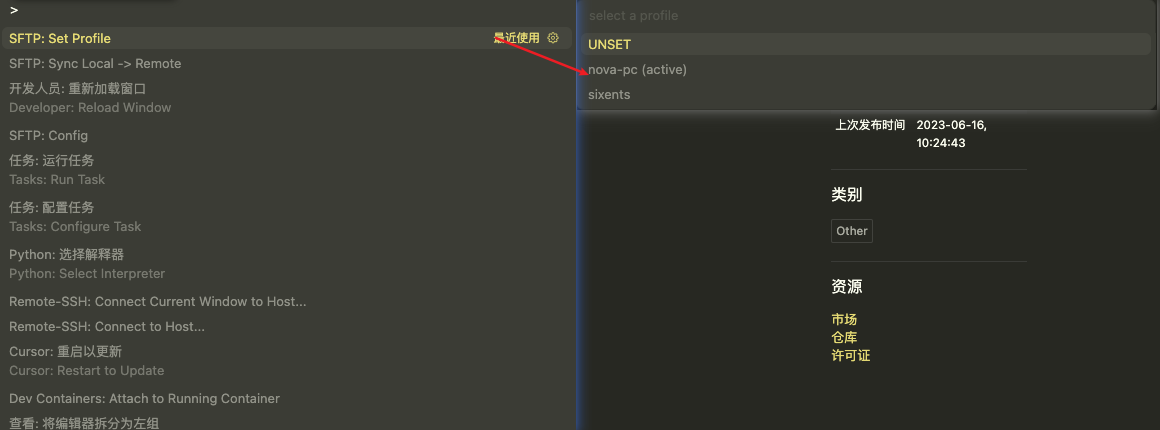 >
SFTP: Set Profile 最近使用
SFTP: Sync Local -> Remote
开发人员: 重新加载窗口
Developer: Reload Window
SFTP: Config
任务: 运行任务
Tasks: Run Task
任务: 配置任务
Tasks: Configure Task
Python: 选择解释器
Python: Select Interpreter
Remote-SSH: Connect Current Window to Host...
Remote-SSH: Connect to Host...
Cursor: 重启以更新
Cursor: Restart to Update
Dev Containers: Attach to Running Container
查看: 将编辑器拆分为左组
select a profile
UNSET
nova-pc (active)
sixents
上次发布时间 2023-06-16,
10:24:43
类别
Other
资源
市场
仓库
许可证